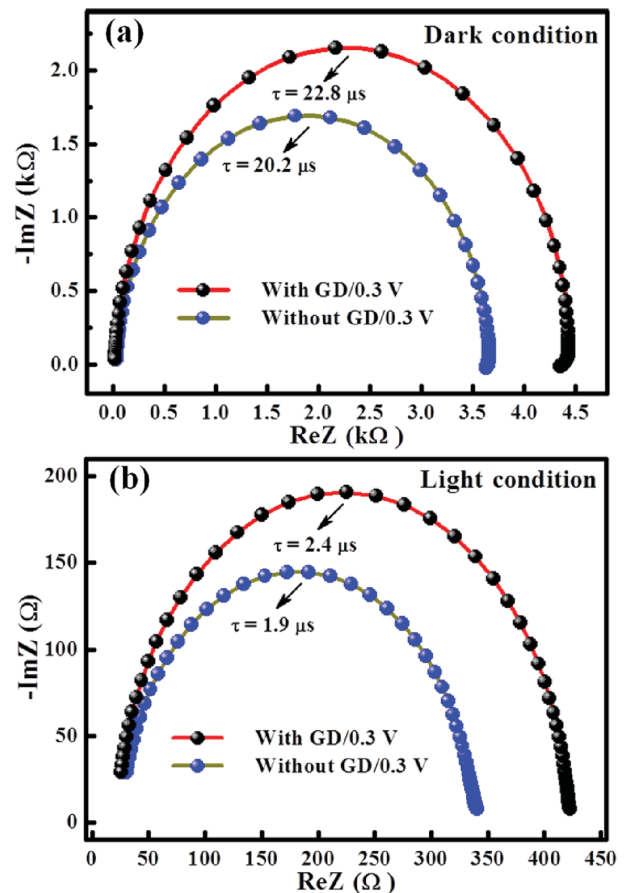 (a)
Dark condition
2.0
1.5
1.0
0.5
0.0
-ImZ (kΩ)
τ = 22.8 μs
τ = 20.2 μs
With GD/0.3 V
Without GD/0.3 V
0.0 0.5 1.0 1.5 2.0 2.5 3.0 3.5 4.0 4.5
ReZ (kΩ )
(b)
Light condition
200
150
100
50
0
-ImZ (Ω)
τ = 2.4 μs
τ = 1.9 μs
With GD/0.3 V
Without GD/0.3 V
0 50 100 150 200 250 300 350 400 450
ReZ (Ω )